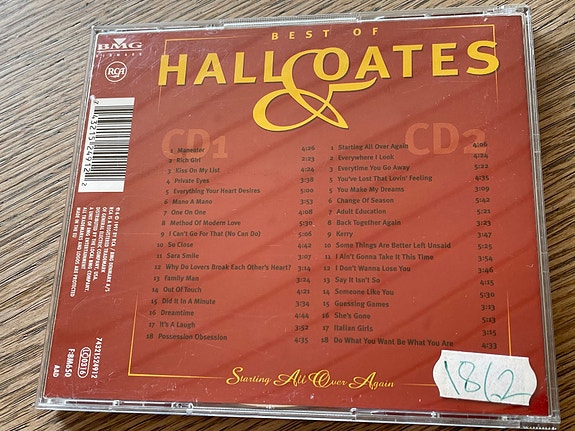 BEST OF
HALL & OATES
BMG
RCA
CD1
1 Maneater 4:26
2 Rich Girl 2:23
3 Kiss On My List 4:24
4 Private Eyes 3:38
5 Everything Your Heart Desires 5:00
6 Mano A Mano 3:53
7 One On One 4:08
8 Method Of Modern Love 5:30
9 I Can't Go For That (No Can Do) 5:06
10 So Close 4:42
11 Sara Smile 3:07
12 Why Do Lovers Break Each Other's Heart? 3:14
13 Family Man 3:24
14 Out Of Touch 4:21
15 Did It In A Minute 3:34
16 Dreamtime 4:44
17 It's A Laugh 3:52
18 Possession Obsession 4:35
CD2
1 Starting All Over Again 4:06
2 Everywhere I Look 4:24
3 Everytime You Go Away 5:22
4 You've Lost That Lovin' Feeling 4:35
5 You Make My Dreams 3:09
6 Change Of Season 5:42
7 Adult Education 5:21
8 Back Together Again 3:23
9 Kerry 3:47
10 Some Things Are Better Left Unsaid 5:25
11 I Ain't Gonna Take It This Time 3:54
12 I Don't Wanna Lose You 3:46
13 Say It Isn't So 4:15
14 Someone Like You 5:30
15 Guessing Games 3:13
16 She's Gone 5:13
17 Italian Girls
18 Do What You Want Be What You Are 4:33
Starting All Over Again
1862
7 43215 24912 2
74321524912
LC 0316
F:BM650
AAD